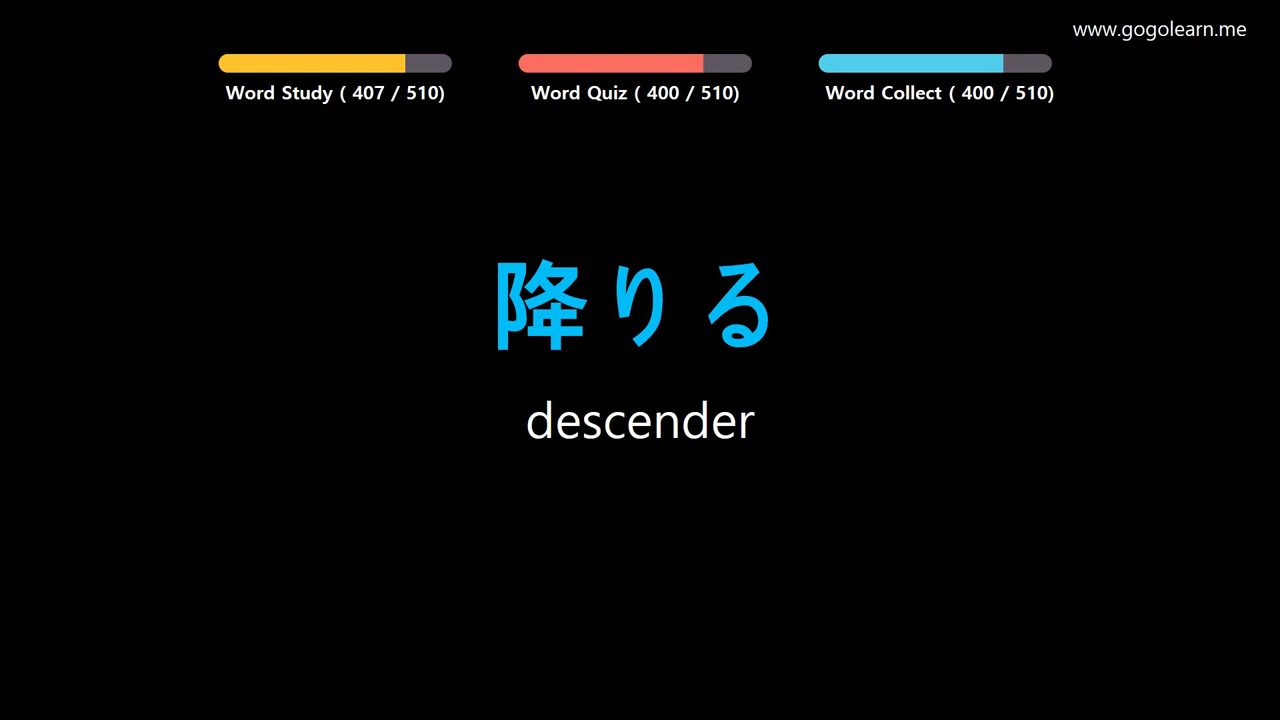 www.gogolearn.me
Word Study ( 407 / 510)
Word Quiz ( 400 / 510)
Word Collect ( 400 / 510)
降りる
descender